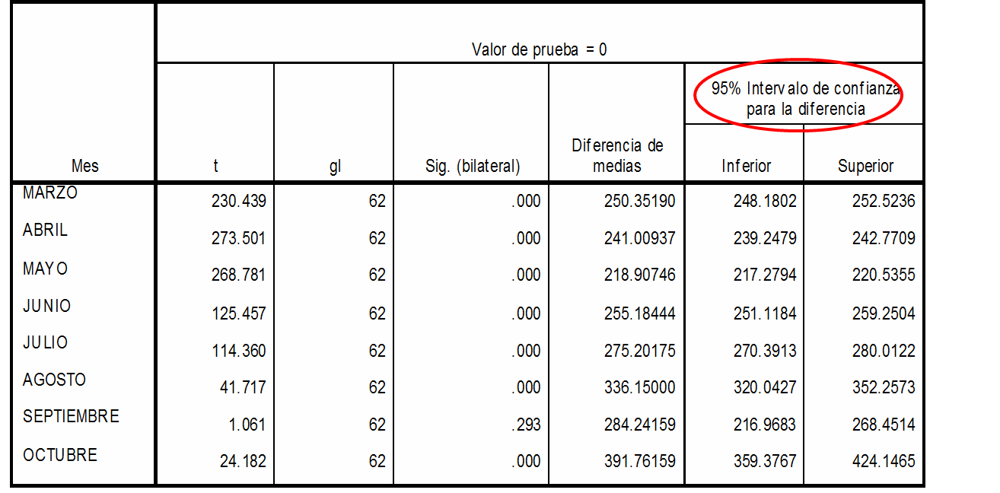 Valor de prueba = 0
95% Intervalo de confianza
para la diferencia
Mes t gl Sig. (bilateral) Diferencia de medias Inferior Superior
MARZO 230.439 62 .000 250.35190 248.1802 252.5236
ABRIL 273.501 62 .000 241.00937 239.2479 242.7709
MAYO 268.781 62 .000 218.90746 217.2794 220.5355
JUNIO 125.457 62 .000 255.18444 251.1184 259.2504
JULIO 114.360 62 .000 275.20175 270.3913 280.0122
AGOSTO 41.717 62 .000 336.15000 320.0427 352.2573
SEPTIEMBRE 1.061 62 .293 284.24159 216.9683 268.4514
OCTUBRE 24.182 62 .000 391.76159 359.3767 424.1465